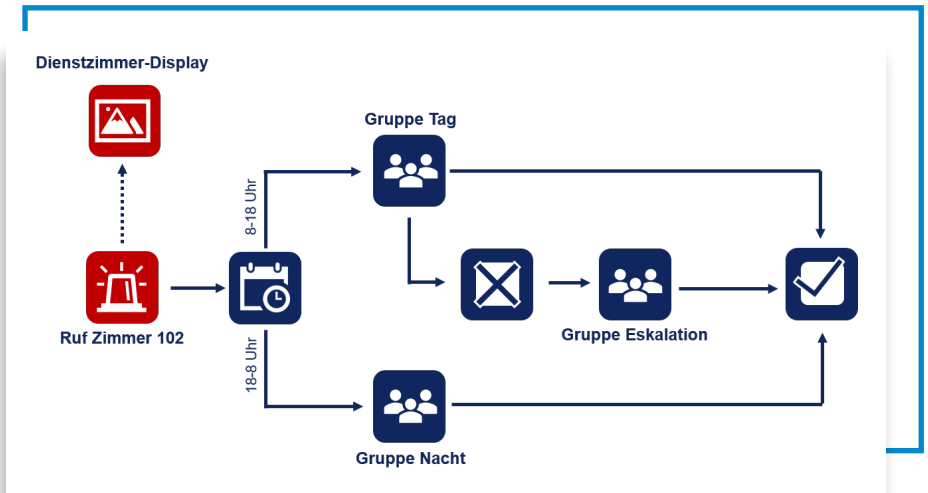 Dienstzimmer-Display
Gruppe Tag
8-18 Uhr
Ruf Zimmer 102
Gruppe Eskalation
18-8 Uhr
Gruppe Nacht